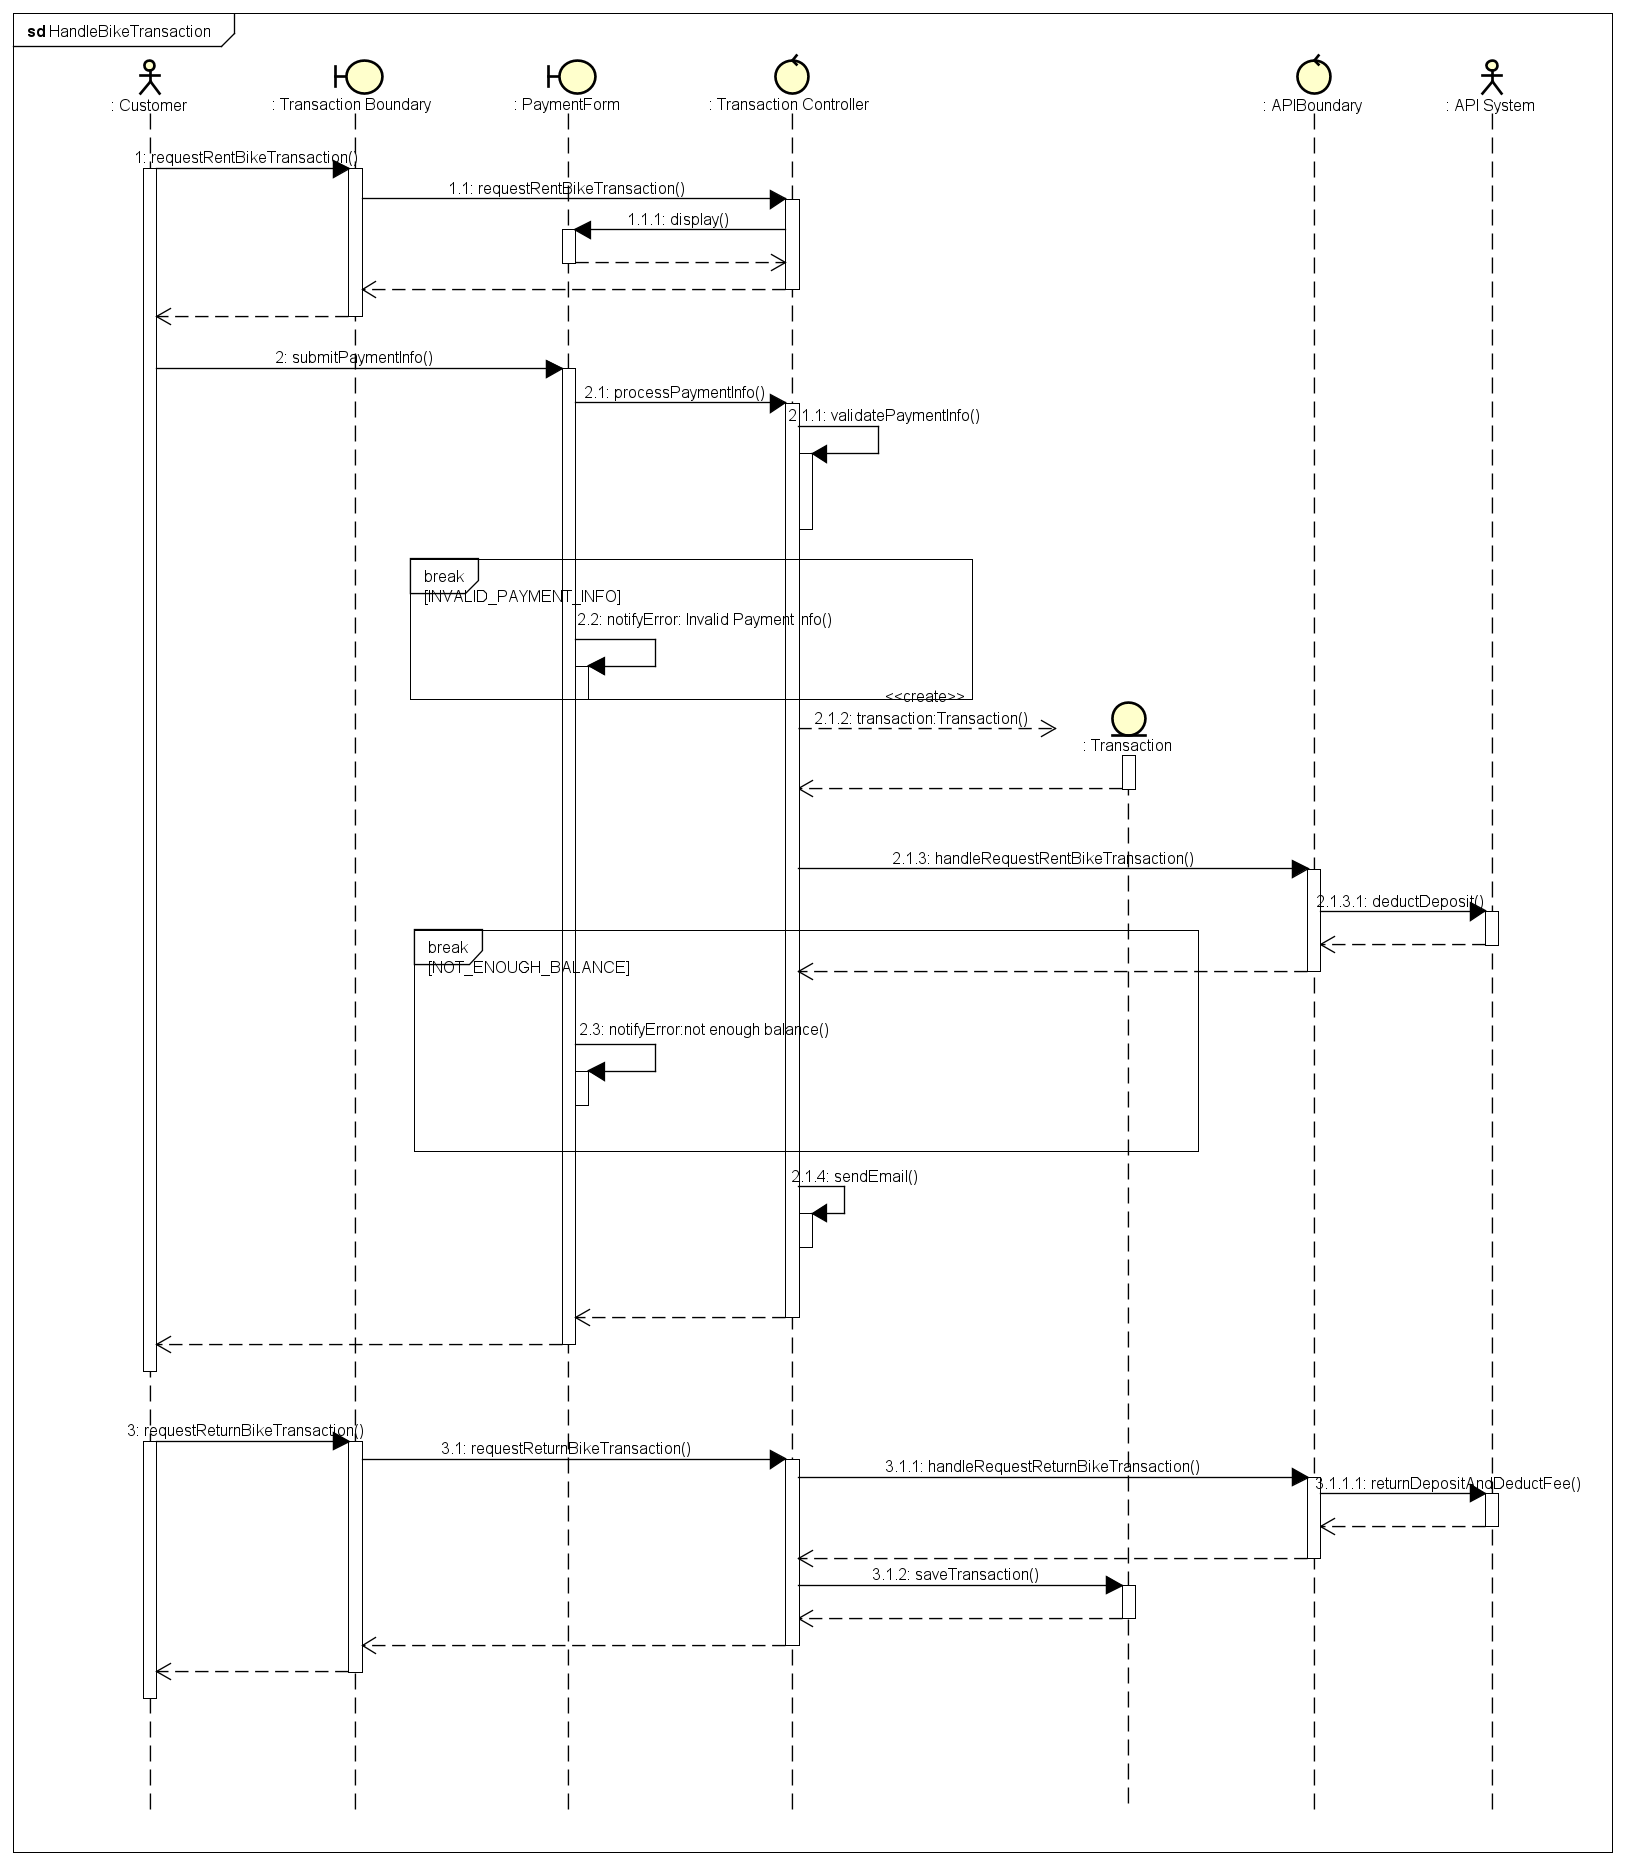 sd HandleBikeTransaction
: Customer
: Transaction Boundary
: PaymentForm
: Transaction Controller
: APIBoundary
: API System
1: requestRentBikeTransaction()
1.1: requestRentBikeTransaction()
1.1.1: display()
2: submitPaymentInfo()
2.1: processPaymentInfo()
2.1.1: validatePaymentInfo()
break
[INVALID_PAYMENT_INFO]
2.2: notifyError: Invalid Payment Info()
<<create>>
2.1.2: transaction:Transaction()
: Transaction
2.1.3: handleRequestRentBikeTransaction()
2.1.3.1: deductDeposit()
break
[NOT_ENOUGH_BALANCE]
2.3: notifyError:not enough balance()
2.1.4: sendEmail()
3: requestReturnBikeTransaction()
3.1: requestReturnBikeTransaction()
3.1.1: handleRequestReturnBikeTransaction()
3.1.1.1: returnDepositAndDeductFee()
3.1.2: saveTransaction()